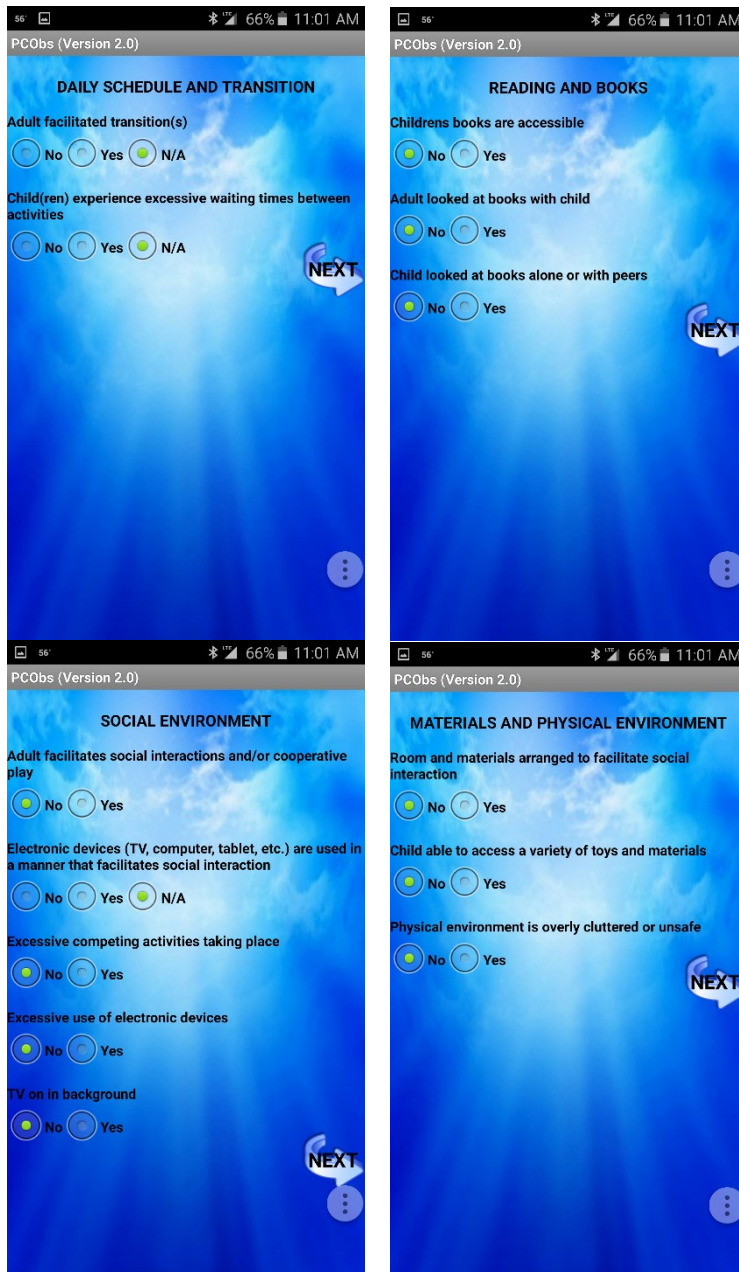 56°
66% 11:01 AM
PCObs (Version 2.0)
DAILY SCHEDULE AND TRANSITION
Adult facilitated transition(s)
No Yes N/A
Child(ren) experience excessive waiting times between
activities
No Yes N/A
NEXT
56°
66% 11:01 AM
PCObs (Version 2.0)
READING AND BOOKS
Childrens books are accessible
No Yes
Adult looked at books with child
No Yes
Child looked at books alone or with peers
No Yes
NEXT
56°
LTE 66% 11:01 AM
PCObs (Version 2.0)
SOCIAL ENVIRONMENT
Adult facilitates social interactions and/or cooperative
play
No Yes
Electronic devices (TV, computer, tablet, etc.) are used in
a manner that facilitates social interaction
No Yes N/A
Excessive competing activities taking place
No Yes
Excessive use of electronic devices
No Yes
TV on in background
No Yes
NEXT
56°
LTE 66% 11:01 AM
PCObs (Version 2.0)
MATERIALS AND PHYSICAL ENVIRONMENT
Room and materials arranged to facilitate social
interaction
No Yes
Child able to access a variety of toys and materials
No Yes
Physical environment is overly cluttered or unsafe
No Yes
NEXT